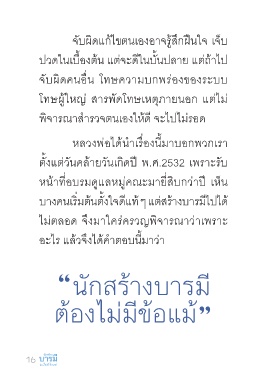 จับผิดแก้ไขตนเองอาจรู้สึกฝืนใจ เจ็บ
ปวดในเบื้องต้น แต่จะดีในบั้นปลาย แต่ถ้าไป
จับผิดคนอื่น โทษความบกพร่องของระบบ
โทษผู้ใหญ่ สารพัดโทษเหตุภายนอก แต่ไม่
พิจารณาสำรวจตนเองให้ดี จะไปไม่รอด
หลวงพ่อได้นำเรื่องนี้มาบอกพวกเรา
ตั้งแต่วันคล้ายวันเกิดปี พ.ศ.2532 เพราะรับ
หน้าที่อบรมดูแลหมู่คณะมายี่สิบกว่าปี เห็น
บางคนเริ่มต้นตั้งใจดีแท้ๆ แต่สร้างบารมีไปได้
ไม่ตลอด จึงมาใคร่ครวญพิจารณาว่าเพราะ
อะไร แล้วจึงได้คำตอบนี้มาว่า
“นักสร้างบารมี
ต้องไม่มีข้อแม้”
16 บารมี